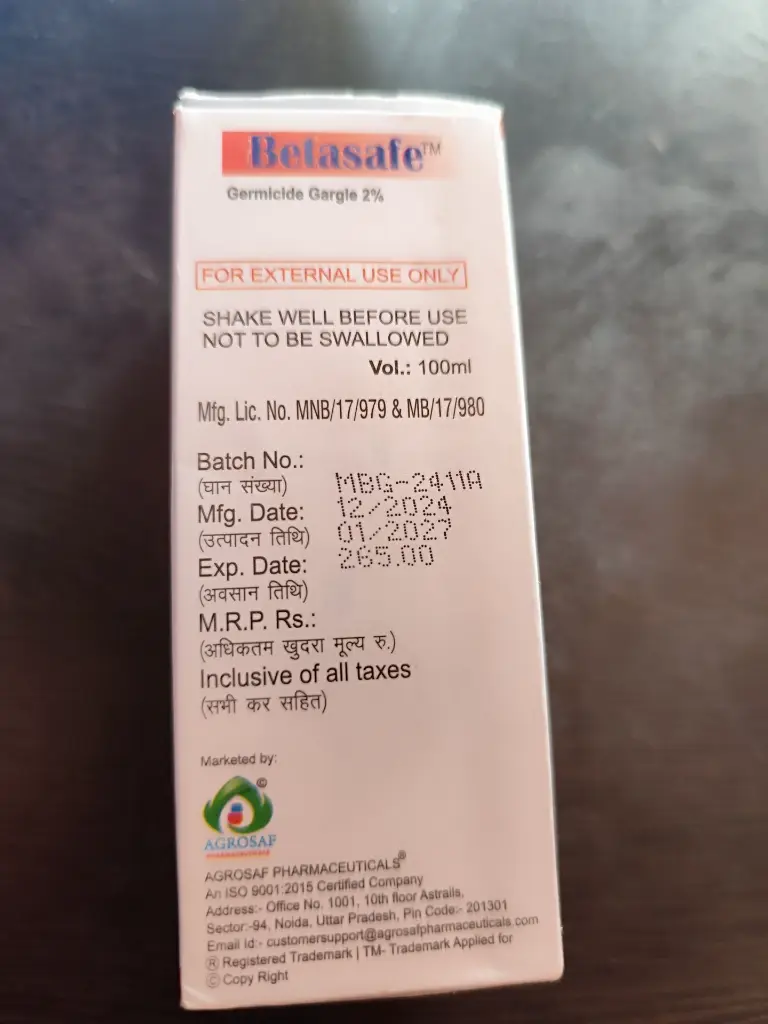 Betasafe™
Germicide Gargle 2%
FOR EXTERNAL USE ONLY
SHAKE WELL BEFORE USE
NOT TO BE SWALLOWED
Vol.: 100ml
Mfg. Lic. No. MNB/17/979 & MB/17/980
Batch No.:
(घान संख्या) MBG-2411A
Mfg. Date: 12/2024
(उत्पादन तिथि) 01/2027
Exp. Date: 265.00
(अवसान तिथि)
M.R.P. Rs.:
(अधिकतम खुदरा मूल्य रु.)
Inclusive of all taxes
(सभी कर सहित)
Marketed by:
©
AGROSAF
AGROSAF PHARMACEUTICALS®
An ISO 9001:2015 Certified Company
Address:- Office No. 1001, 10th floor Astralis,
Sector:-94, Noida, Uttar Pradesh, Pin Code:- 201301
Email Id:- customersupport@agrosafpharmaceuticals.com
® Registered Trademark | TM- Trademark Applied for
© Copy Right